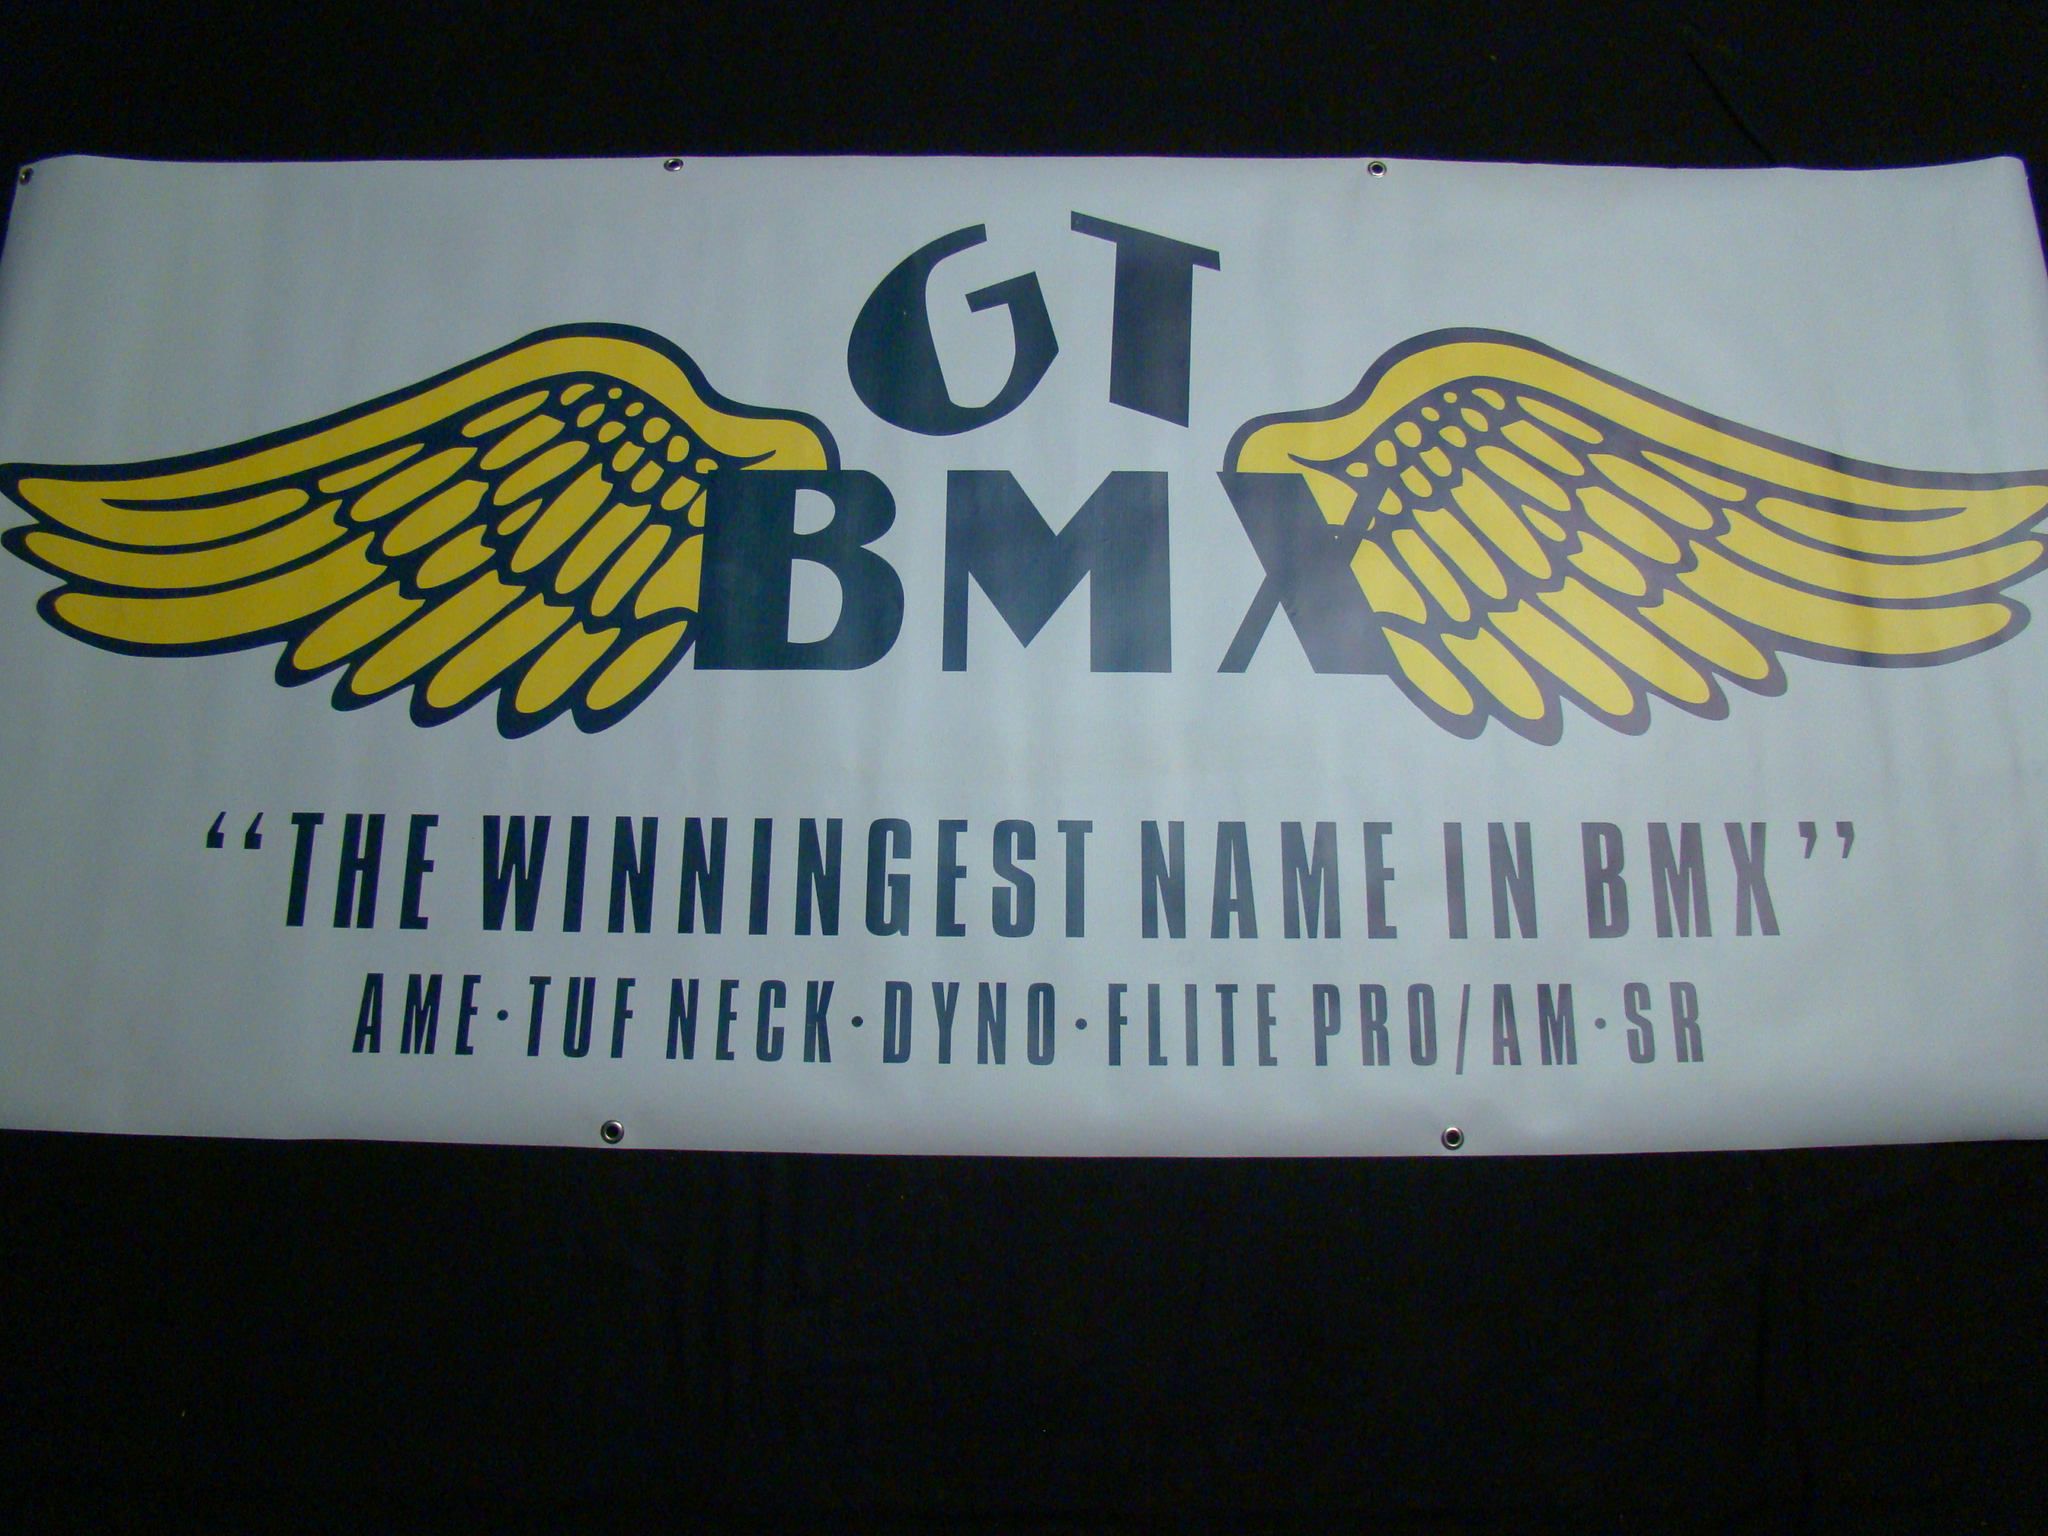 GT
BMX
“THE WINNINGEST NAME IN BMX”
AME·TUF NECK·DYNO·FLITE PRO/AM·SR